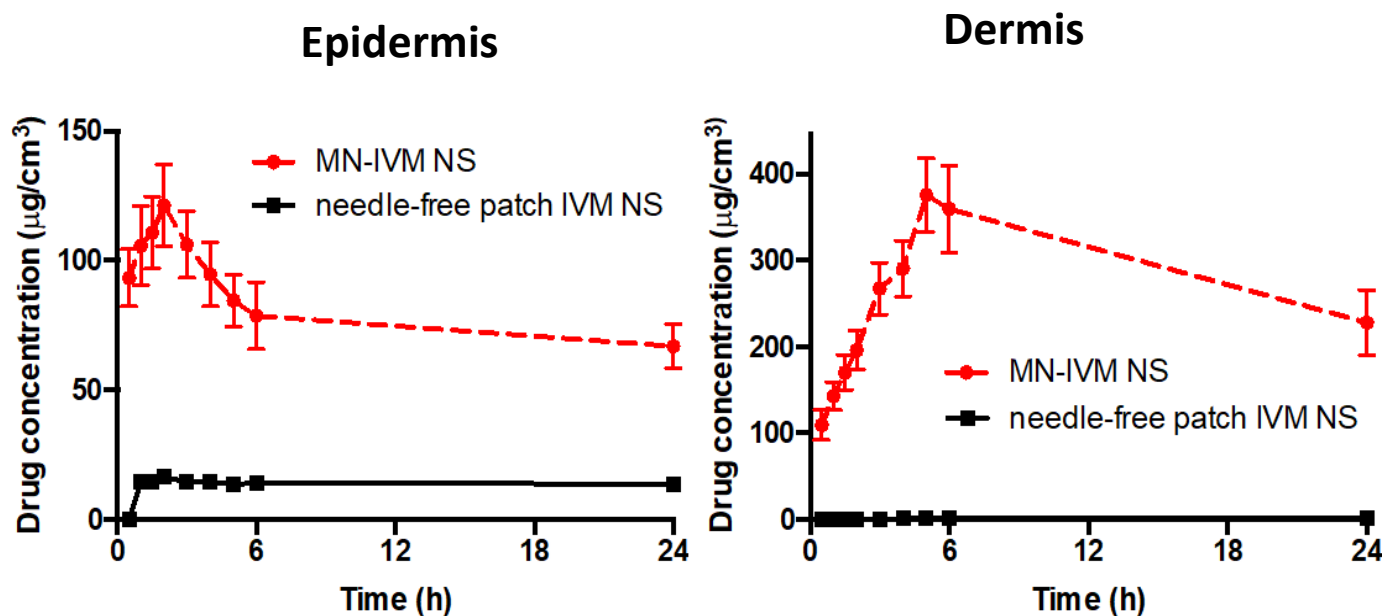 Epidermis
Drug concentration (μg/cm³)
150
100
50
0
MN-IVM NS
needle-free patch IVM NS
0 6 12 18 24
Time (h)
Dermis
Drug concentration (μg/cm³)
400
300
200
100
0
MN-IVM NS
needle-free patch IVM NS
0 6 12 18 24
Time (h)